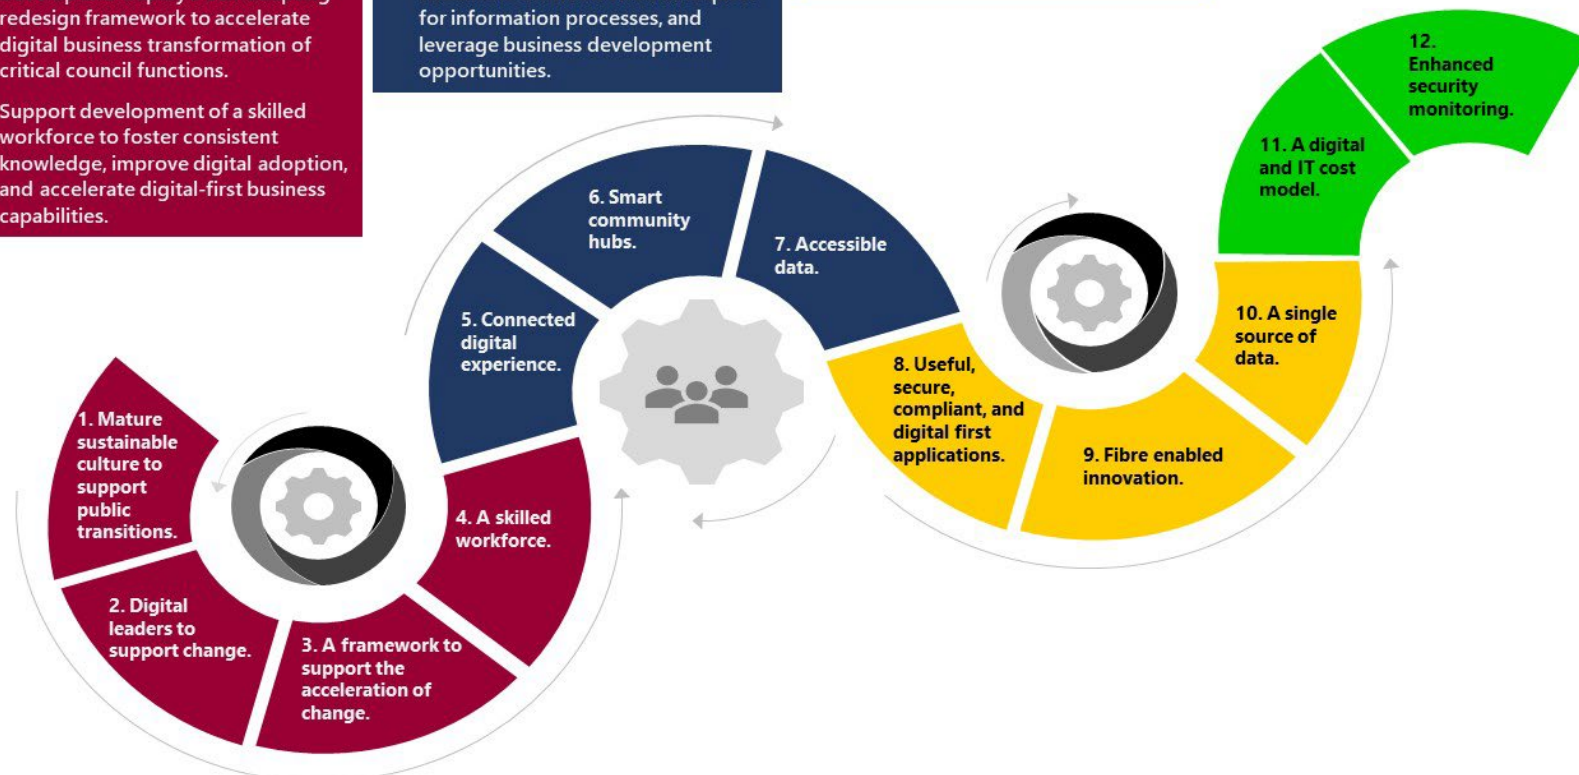 redesign framework to accelerate
digital business transformation of
critical council functions.
Support development of a skilled
workforce to foster consistent
knowledge, improve digital adoption,
and accelerate digital-first business
capabilities.
for information processes, and
leverage business development
opportunities.
1. Mature
sustainable
culture to
support
public
transitions.
2. Digital
leaders to
support change.
3. A framework to
support the
acceleration of
change.
4. A skilled
workforce.
5. Connected
digital
experience.
6. Smart
community
hubs.
7. Accessible
data.
8. Useful,
secure,
compliant, and
digital first
applications.
9. Fibre enabled
innovation.
10. A single
source of
data.
11. A digital
and IT cost
model.
12.
Enhanced
security
monitoring.